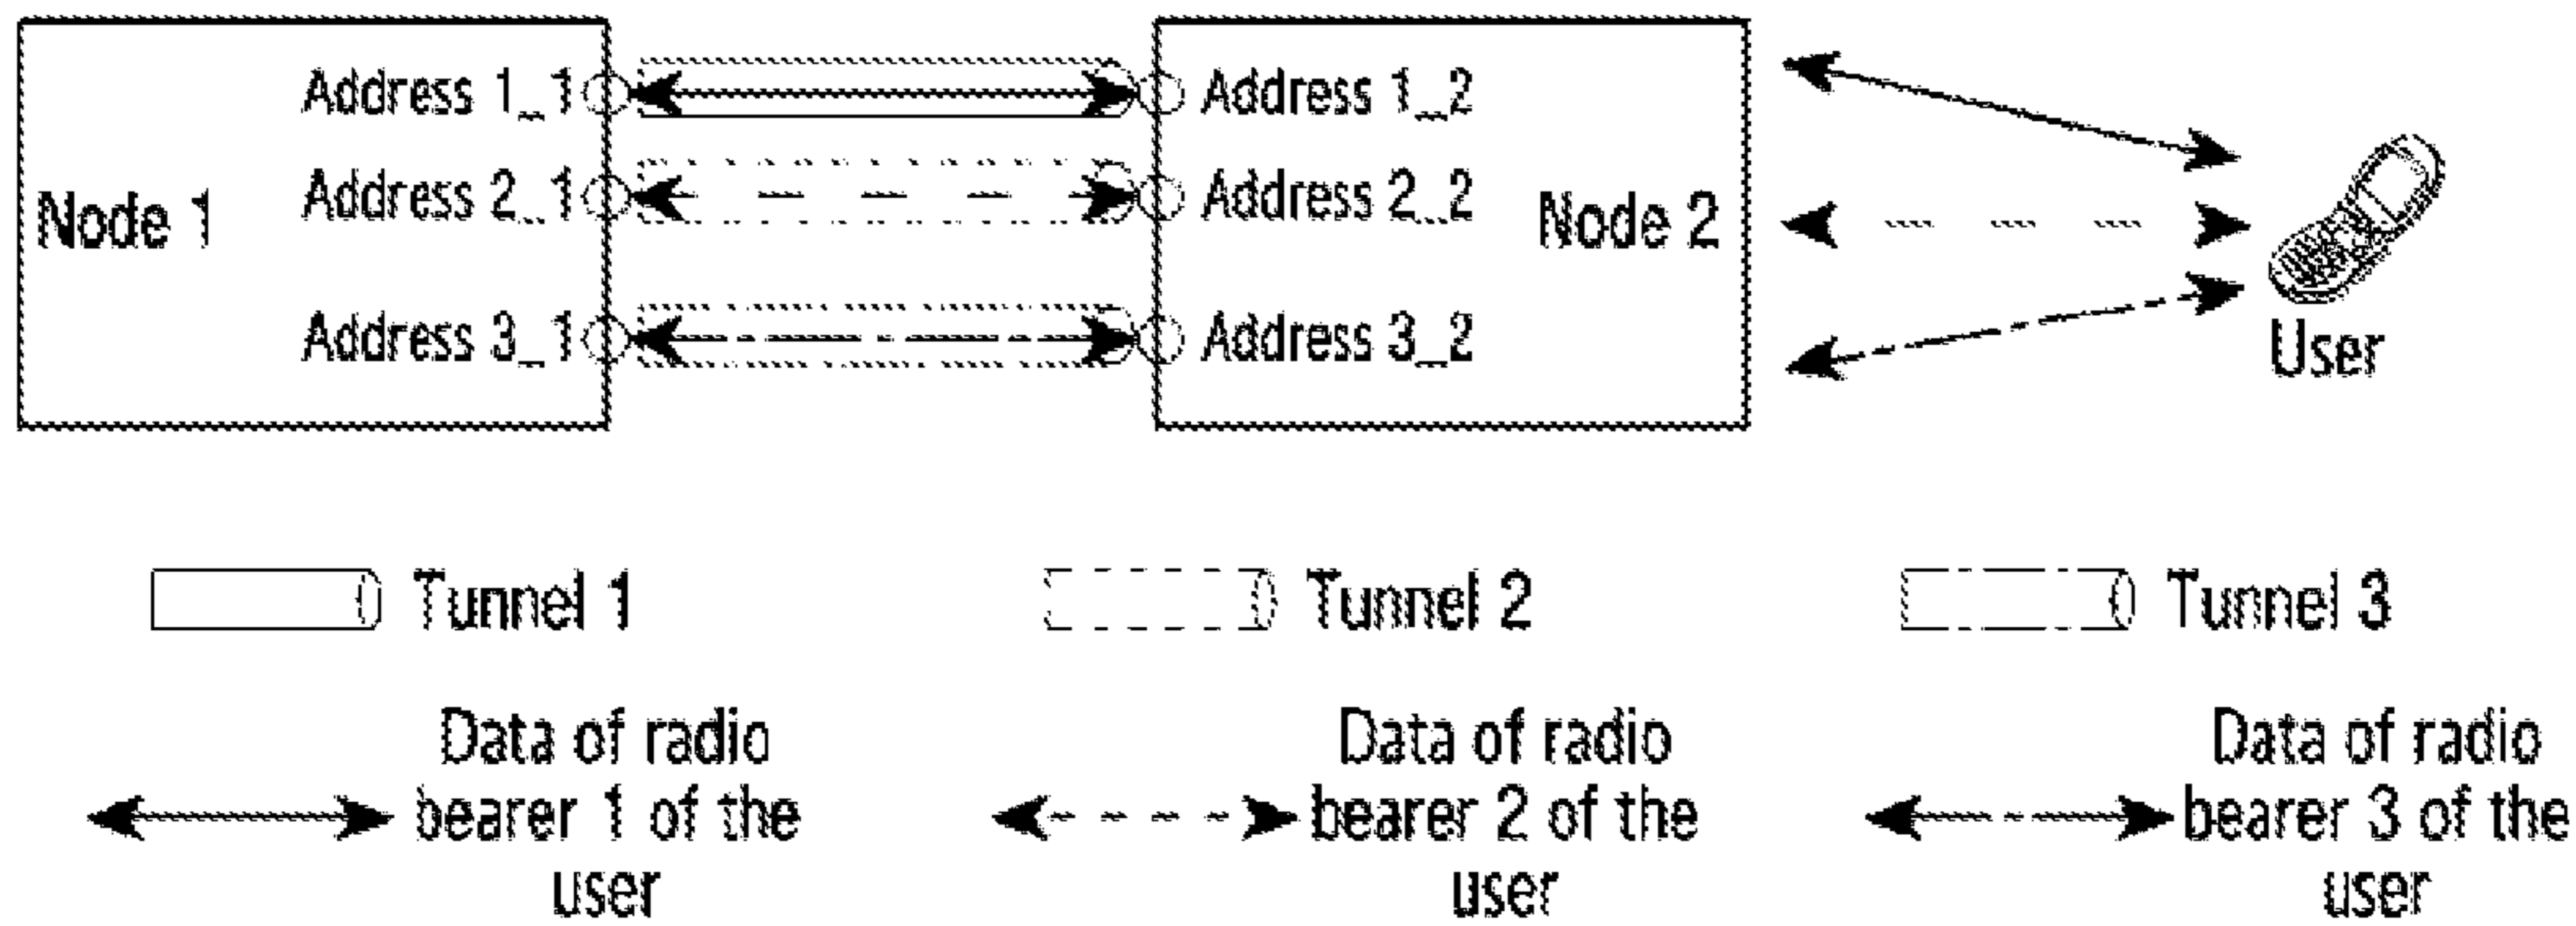 Address 1_1
Address 1_2
Node 1
Address 2_1
Address 2_2
Node 2
Address 3_1
Address 3_2
User
Tunnel 1
Tunnel 2
Tunnel 3
Data of radio
bearer 1 of the
user
Data of radio
bearer 2 of the
user
Data of radio
bearer 3 of the
user